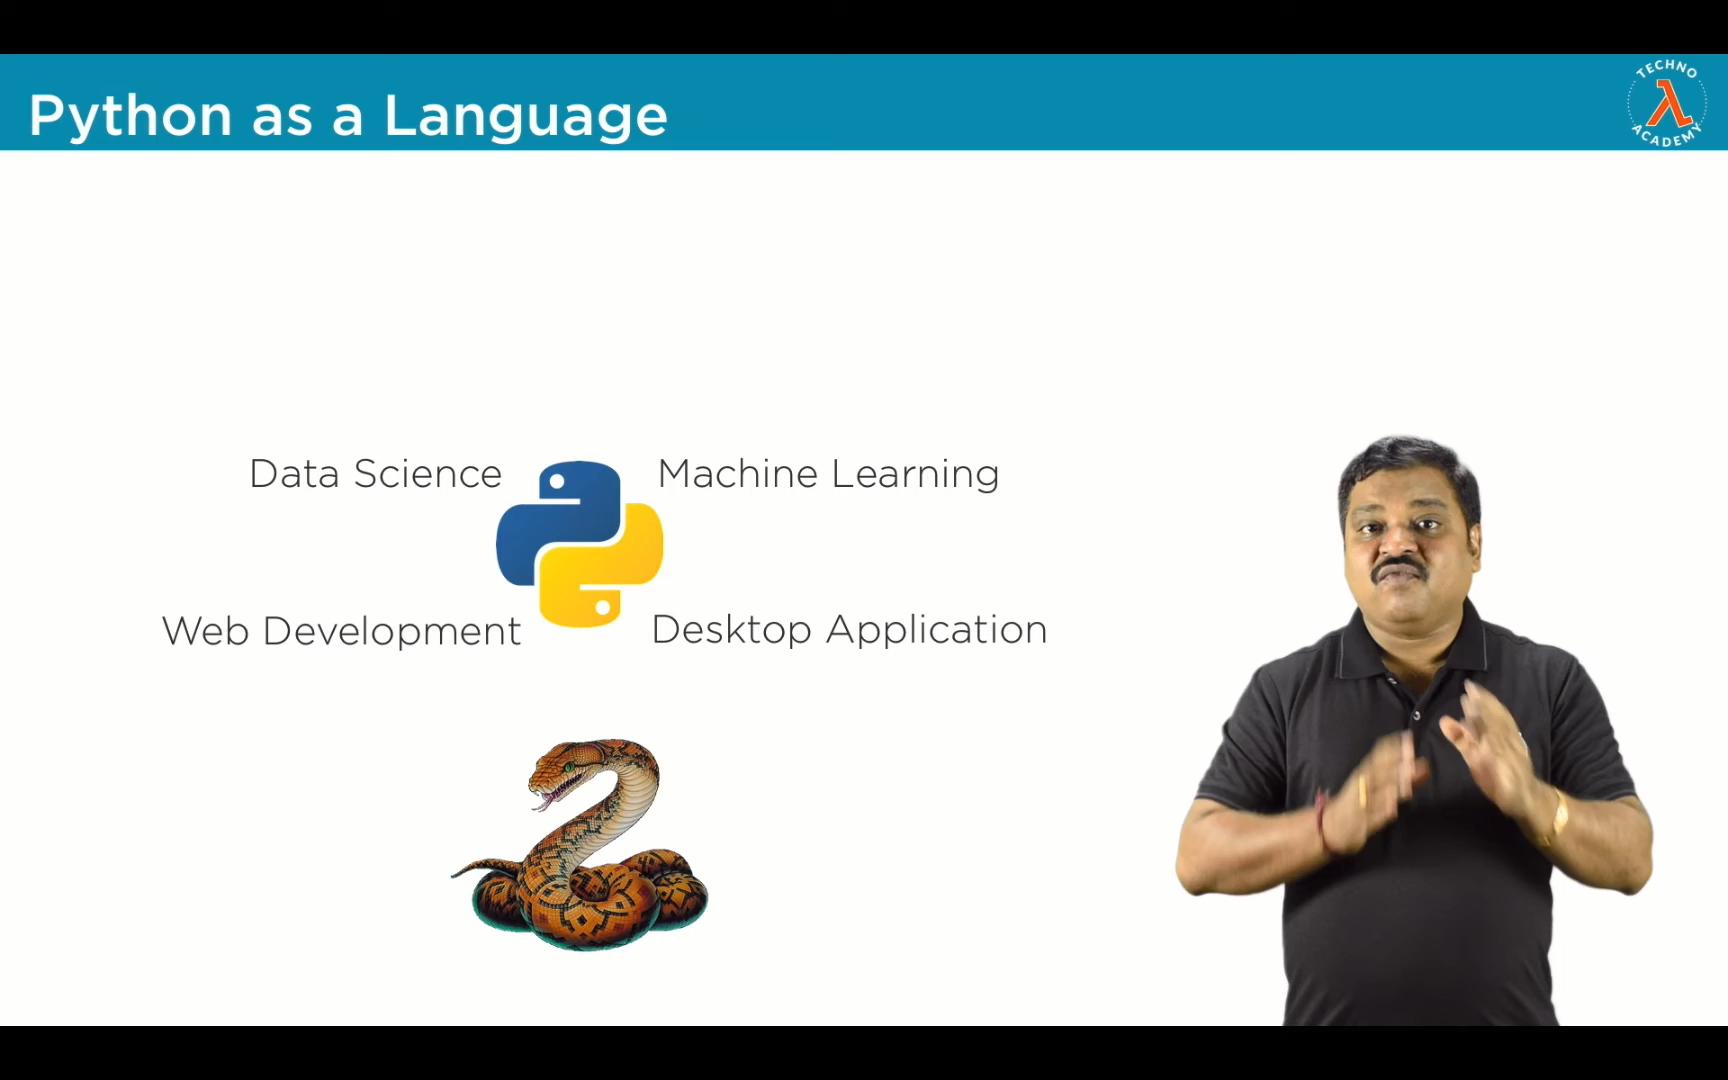 Python as a Language
TECHNO
ACADEMY
Data Science
Machine Learning
Web Development
Desktop Application